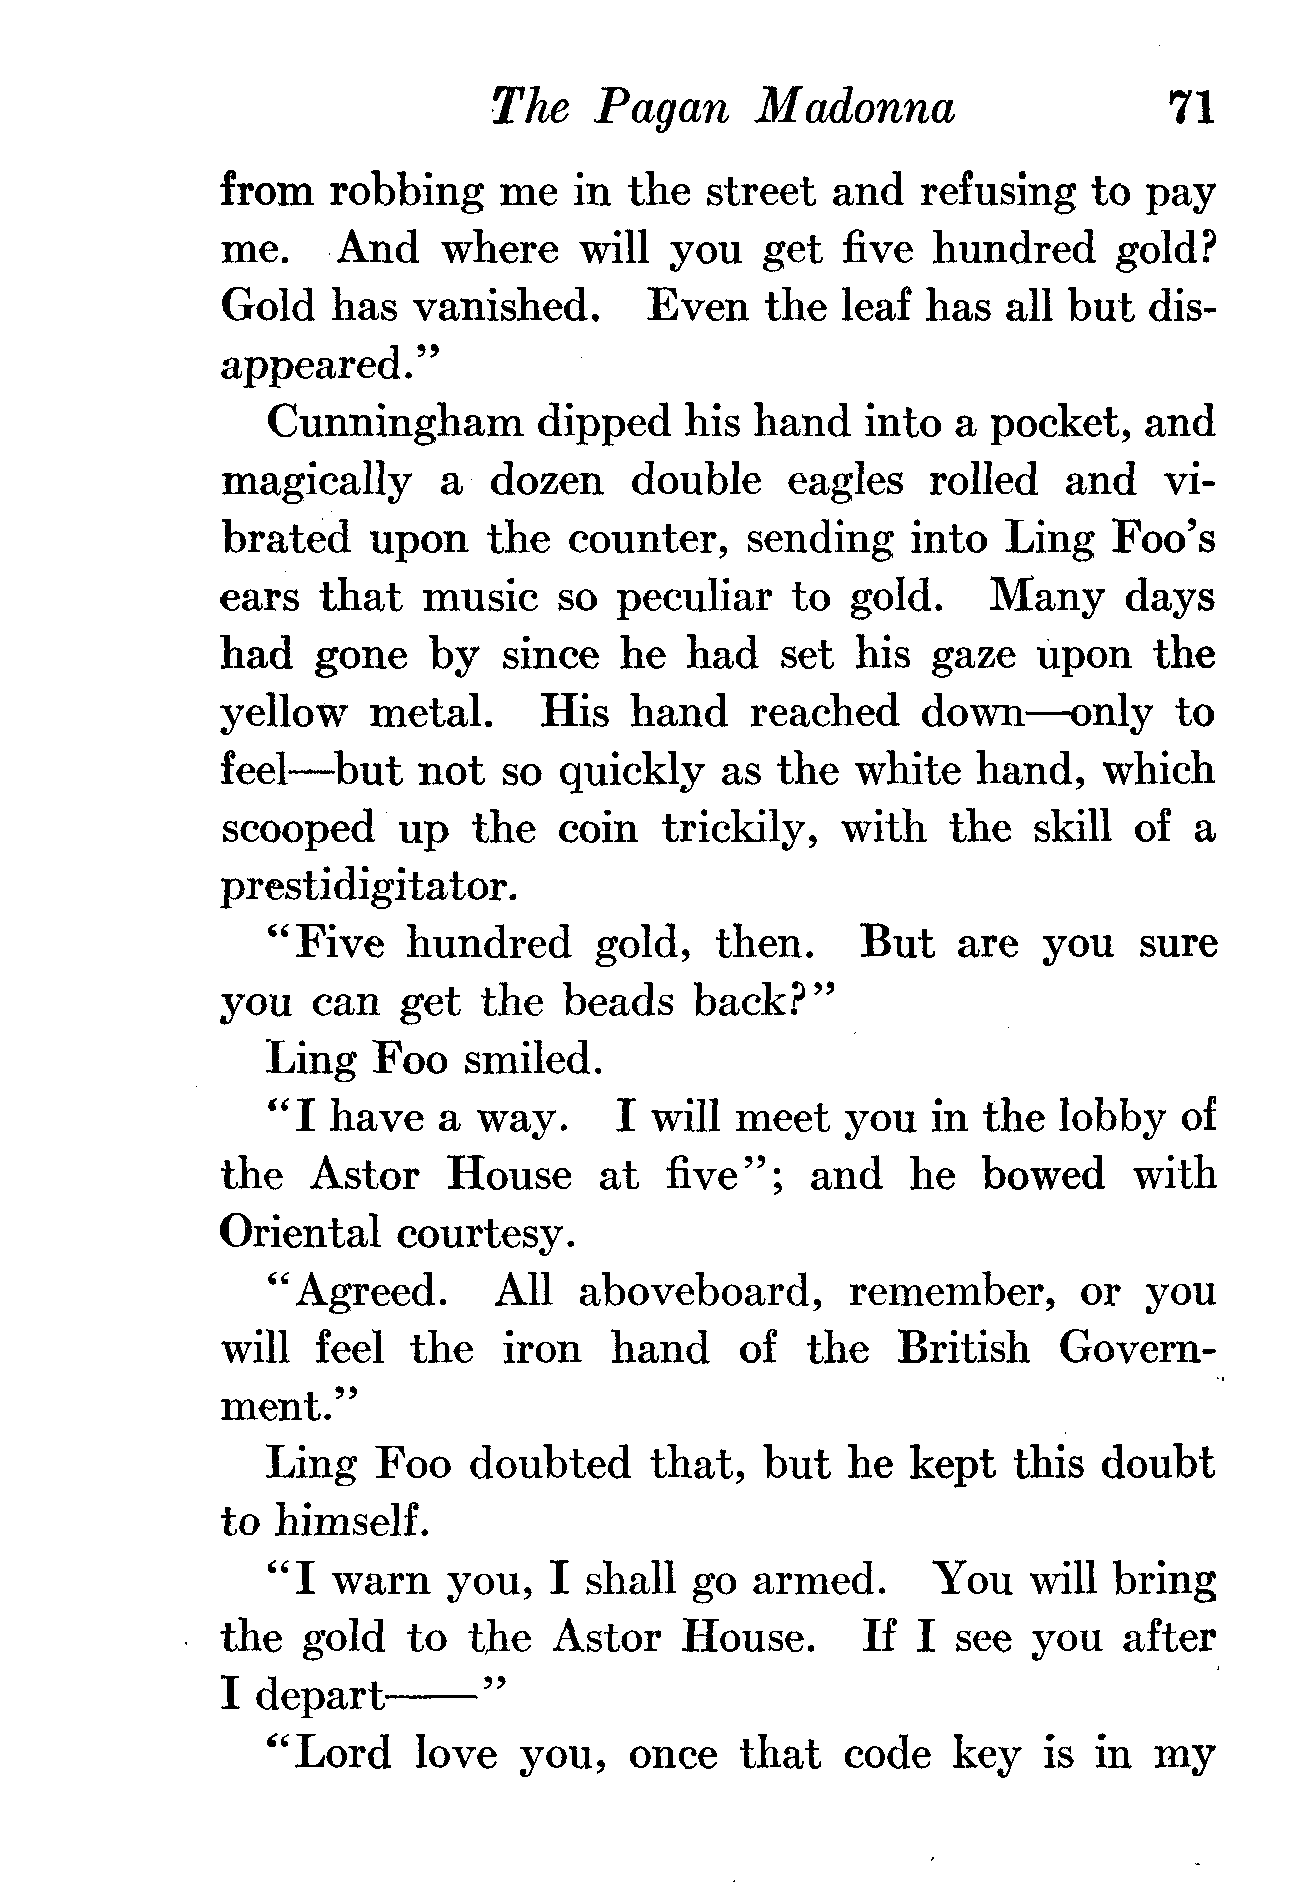 The Pagan Madonna 71
from robbing me in the street and refusing to pay
me. And where will you get five hundred gold?
Gold has vanished. Even the leaf has all but dis-
appeared.”
Cunningham dipped his hand into a pocket, and
magically a dozen double eagles rolled and vi-
brated upon the counter, sending into Ling Foo’s
ears that music so peculiar to gold. Many days
had gone by since he had set his gaze upon the
yellow metal. His hand reached down—only to
feel—but not so quickly as the white hand, which
scooped up the coin trickily, with the skill of a
prestidigitator.
“Five hundred gold, then. But are you sure
you can get the beads back?”
Ling Foo smiled.
“I have a way. I will meet you in the lobby of
the Astor House at five”; and he bowed with
Oriental courtesy.
“Agreed. All aboveboard, remember, or you
will feel the iron hand of the British Govern-
ment.”
Ling Foo doubted that, but he kept this doubt
to himself.
“I warn you, I shall go armed. You will bring
the gold to the Astor House. If I see you after
I depart——”
“Lord love you, once that code key is in my